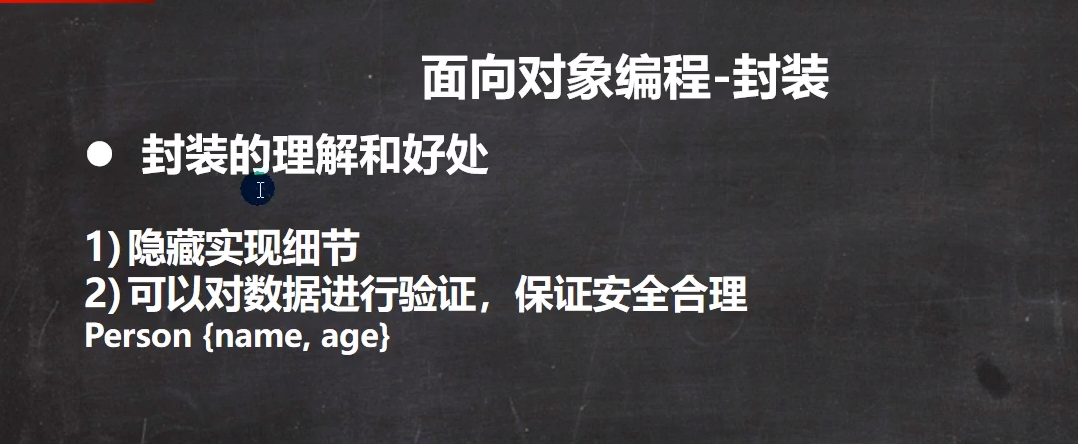 面向对象编程-封装
● 封装的理解和好处
1) 隐藏实现细节
2) 可以对数据进行验证，保证安全合理
Person {name, age}